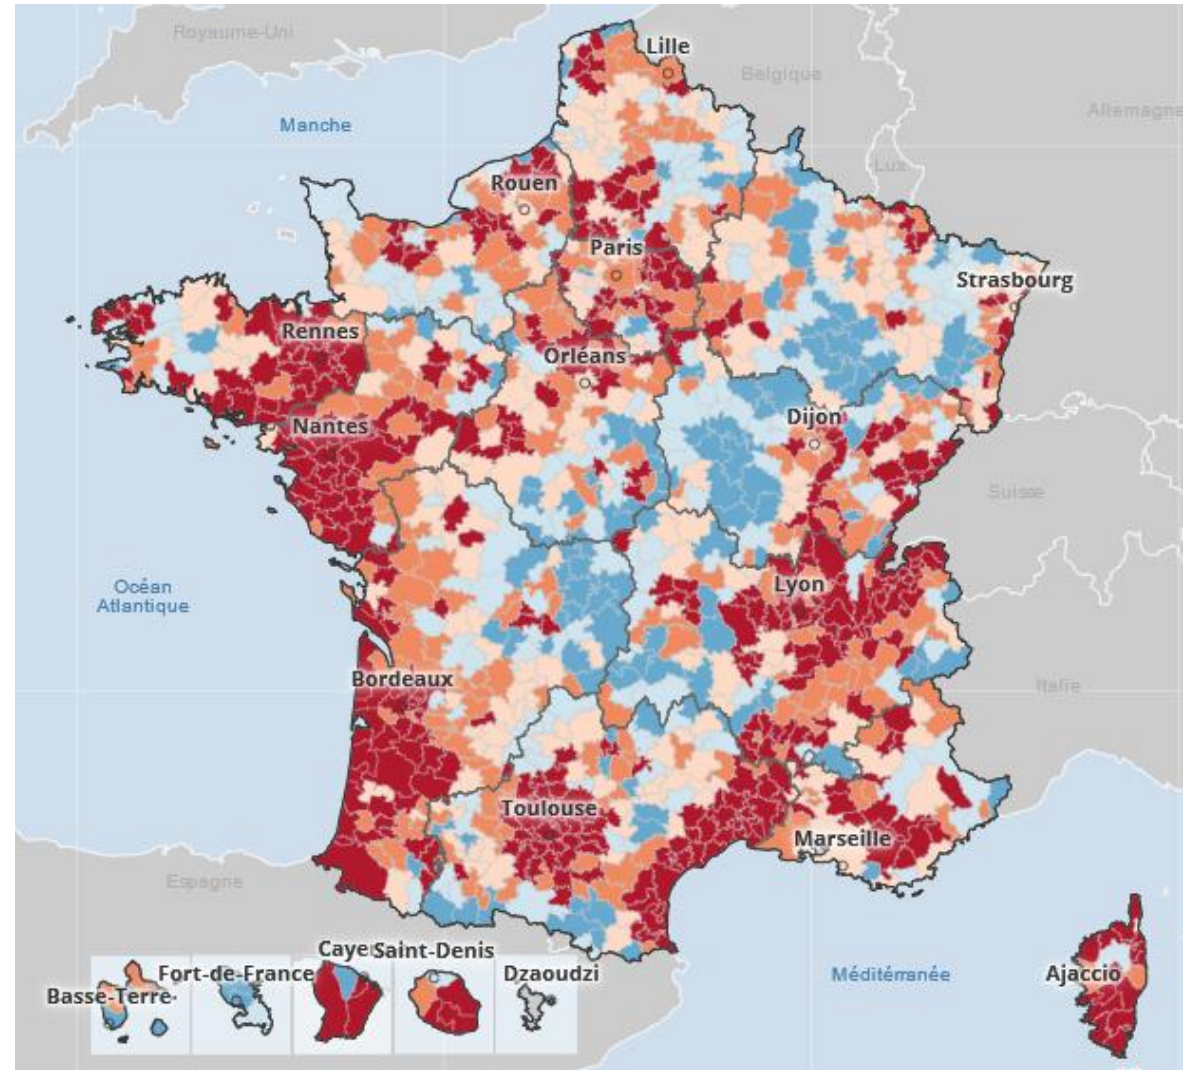 Royaume-Uni
Lille
Belgique
Allemagne
Manche
Lux
Rouen
Paris
Strasbourg
Rennes
Orléans
Dijon
Nantes
Suisse
Océan
Atlantique
Lyon
Bordeaux
Italie
Toulouse
Marseille
Espagne
Caye
Saint-Denis
Fort-de-France
Dzaoudzi
Basse-Terre
Méditérranée
Ajaccio